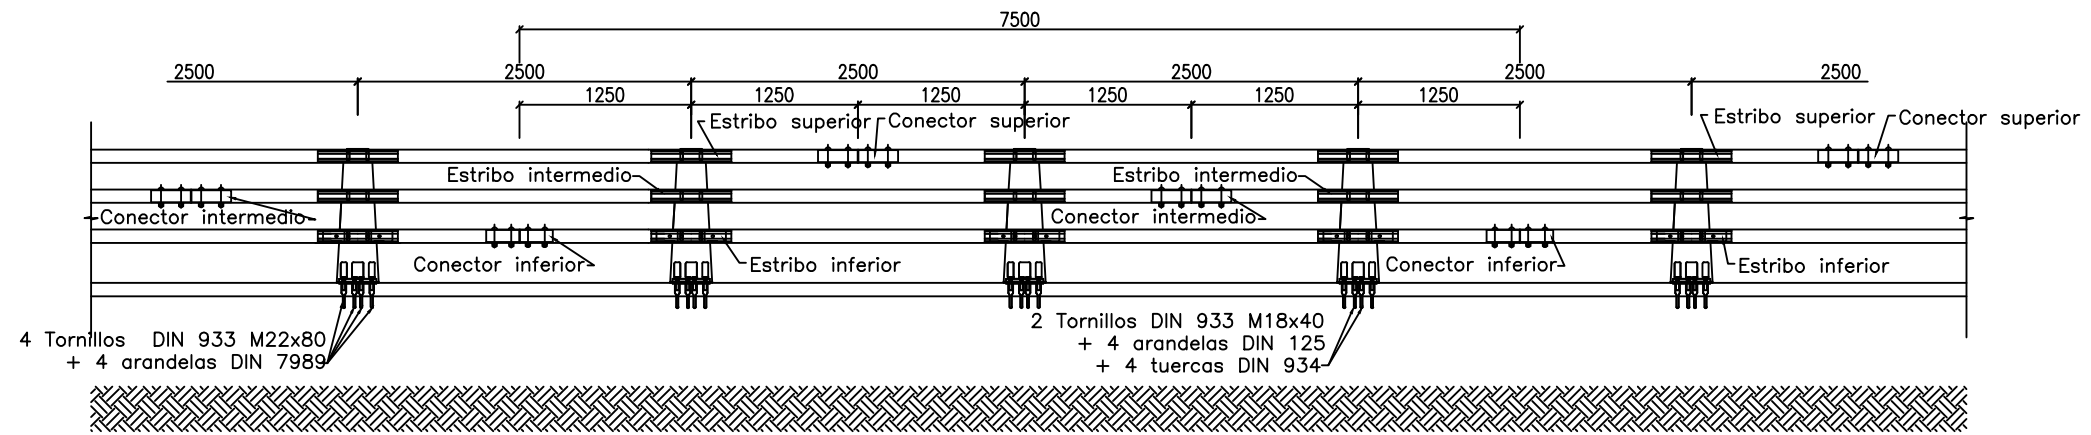 7500
2500
2500
2500
2500
2500
2500
1250
1250
1250
1250
1250
1250
Estribo superior
Conector superior
Estribo superior
Conector superior
Estribo intermedio
Estribo intermedio
Conector intermedio
Conector intermedio
Conector inferior
Estribo inferior
Conector inferior
Estribo inferior
4 Tornillos DIN 933 M22x80
+ 4 arandelas DIN 7989
2 Tornillos DIN 933 M18x40
+ 4 arandelas DIN 125
+ 4 tuercas DIN 934